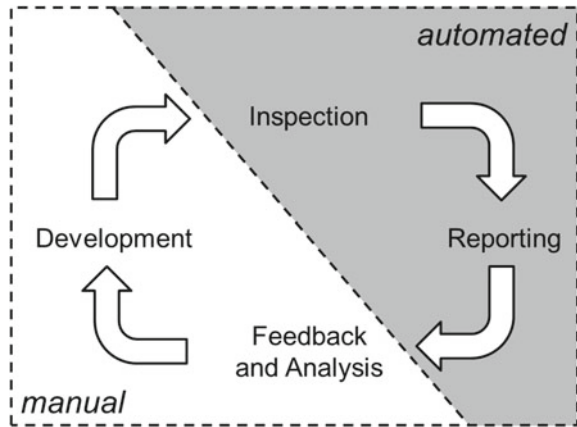 automated
Inspection
Development
Reporting
Feedback
and Analysis
manual